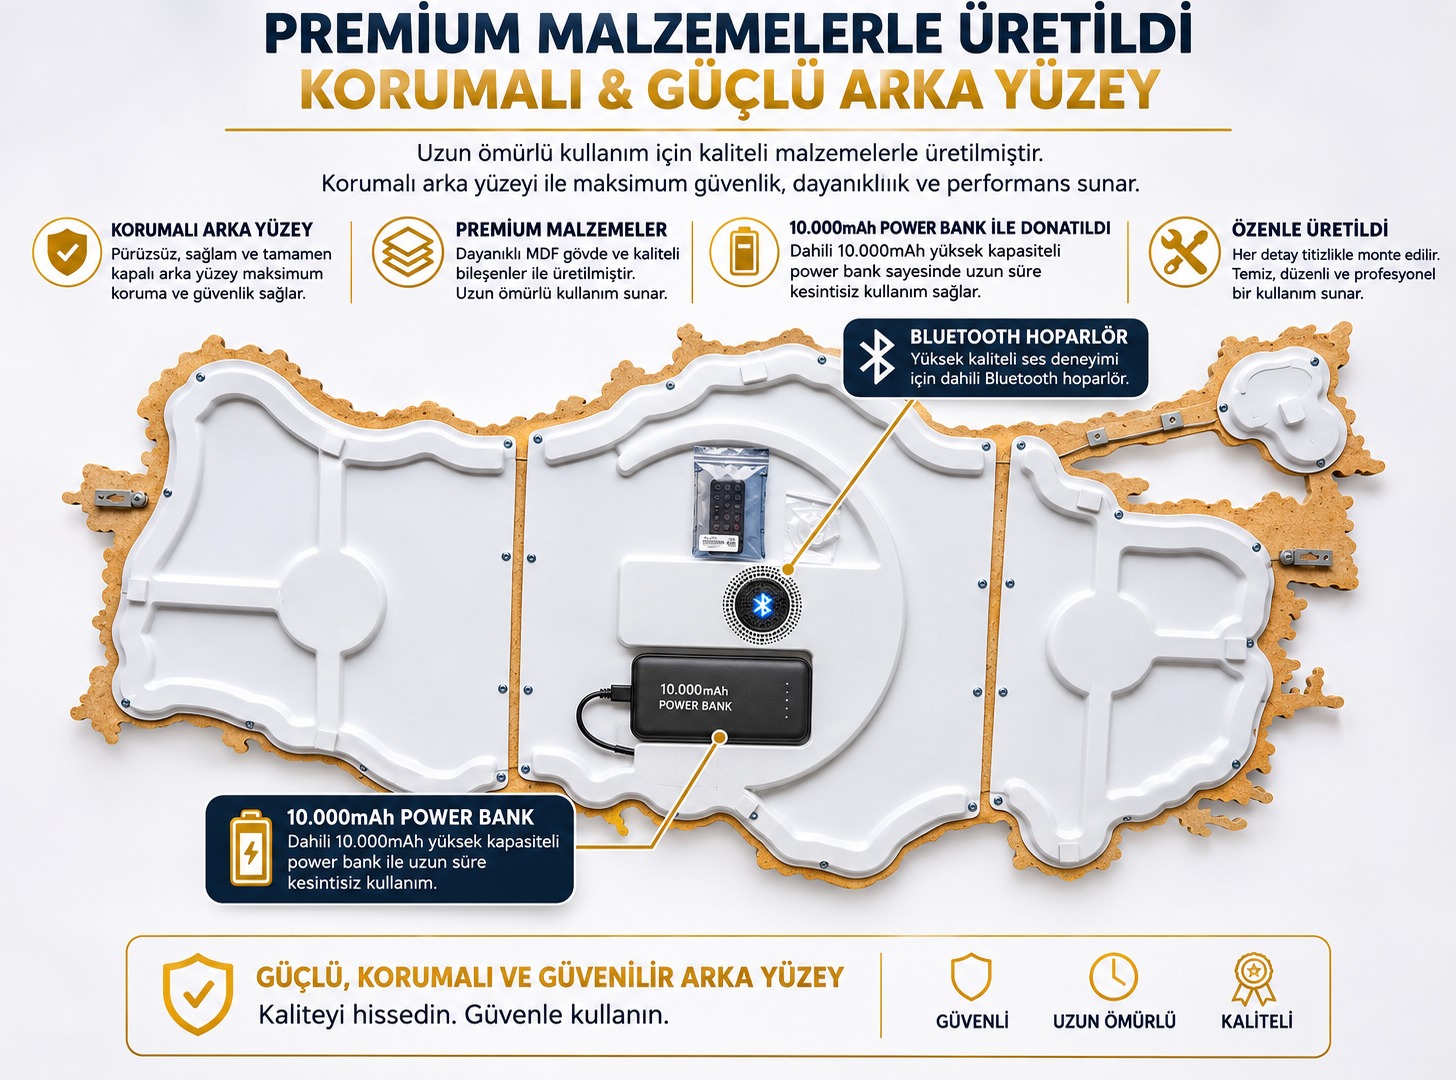 PREMİUM MALZEMELERLE ÜRETİLDİ
KORUMALI & GÜÇLÜ ARKA YÜZEY
Uzun ömürlü kullanım için kaliteli malzemelerle üretilmiştir.
Korumalı arka yüzeyi ile maksimum güvenlik, dayanıklıııık ve performans sunar.
KORUMALI ARKA YÜZEY
Pürüzsüz, sağlam ve tamamen
kapalı arka yüzey maksimum
koruma ve güvenlik sağlar.
PREMİUM MALZEMELER
Dayanıklı MDF gövde ve kaliteli
bileşenler ile üretilmiştir.
Uzun ömürlü kullanım sunar.
10.000mAh POWER BANK İLE DONATILDI
Dahili 10.000mAh yüksek kapasiteli
power bank sayesinde uzun süre
kesintisiz kullanım sağlar.
ÖZENLE ÜRETİLDİ
Her detay titizlikle monte edilir.
Temiz, düzenli ve profesyonel
bir kullanım sunar.
BLUETOOTH HOPARLÖR
Yüksek kaliteli ses deneyimi
için dahili Bluetooth hoparlör.
10.000mAh
POWER BANK
10.000mAh POWER BANK
Dahili 10.000mAh yüksek kapasiteli
power bank ile uzun süre
kesintisiz kullanım.
GÜÇLÜ, KORUMALI VE GÜVENİLİR ARKA YÜZEY
Kaliteyi hissedin. Güvenle kullanın.
GÜVENLİ
UZUN ÖMÜRLÜ
KALİTELİ